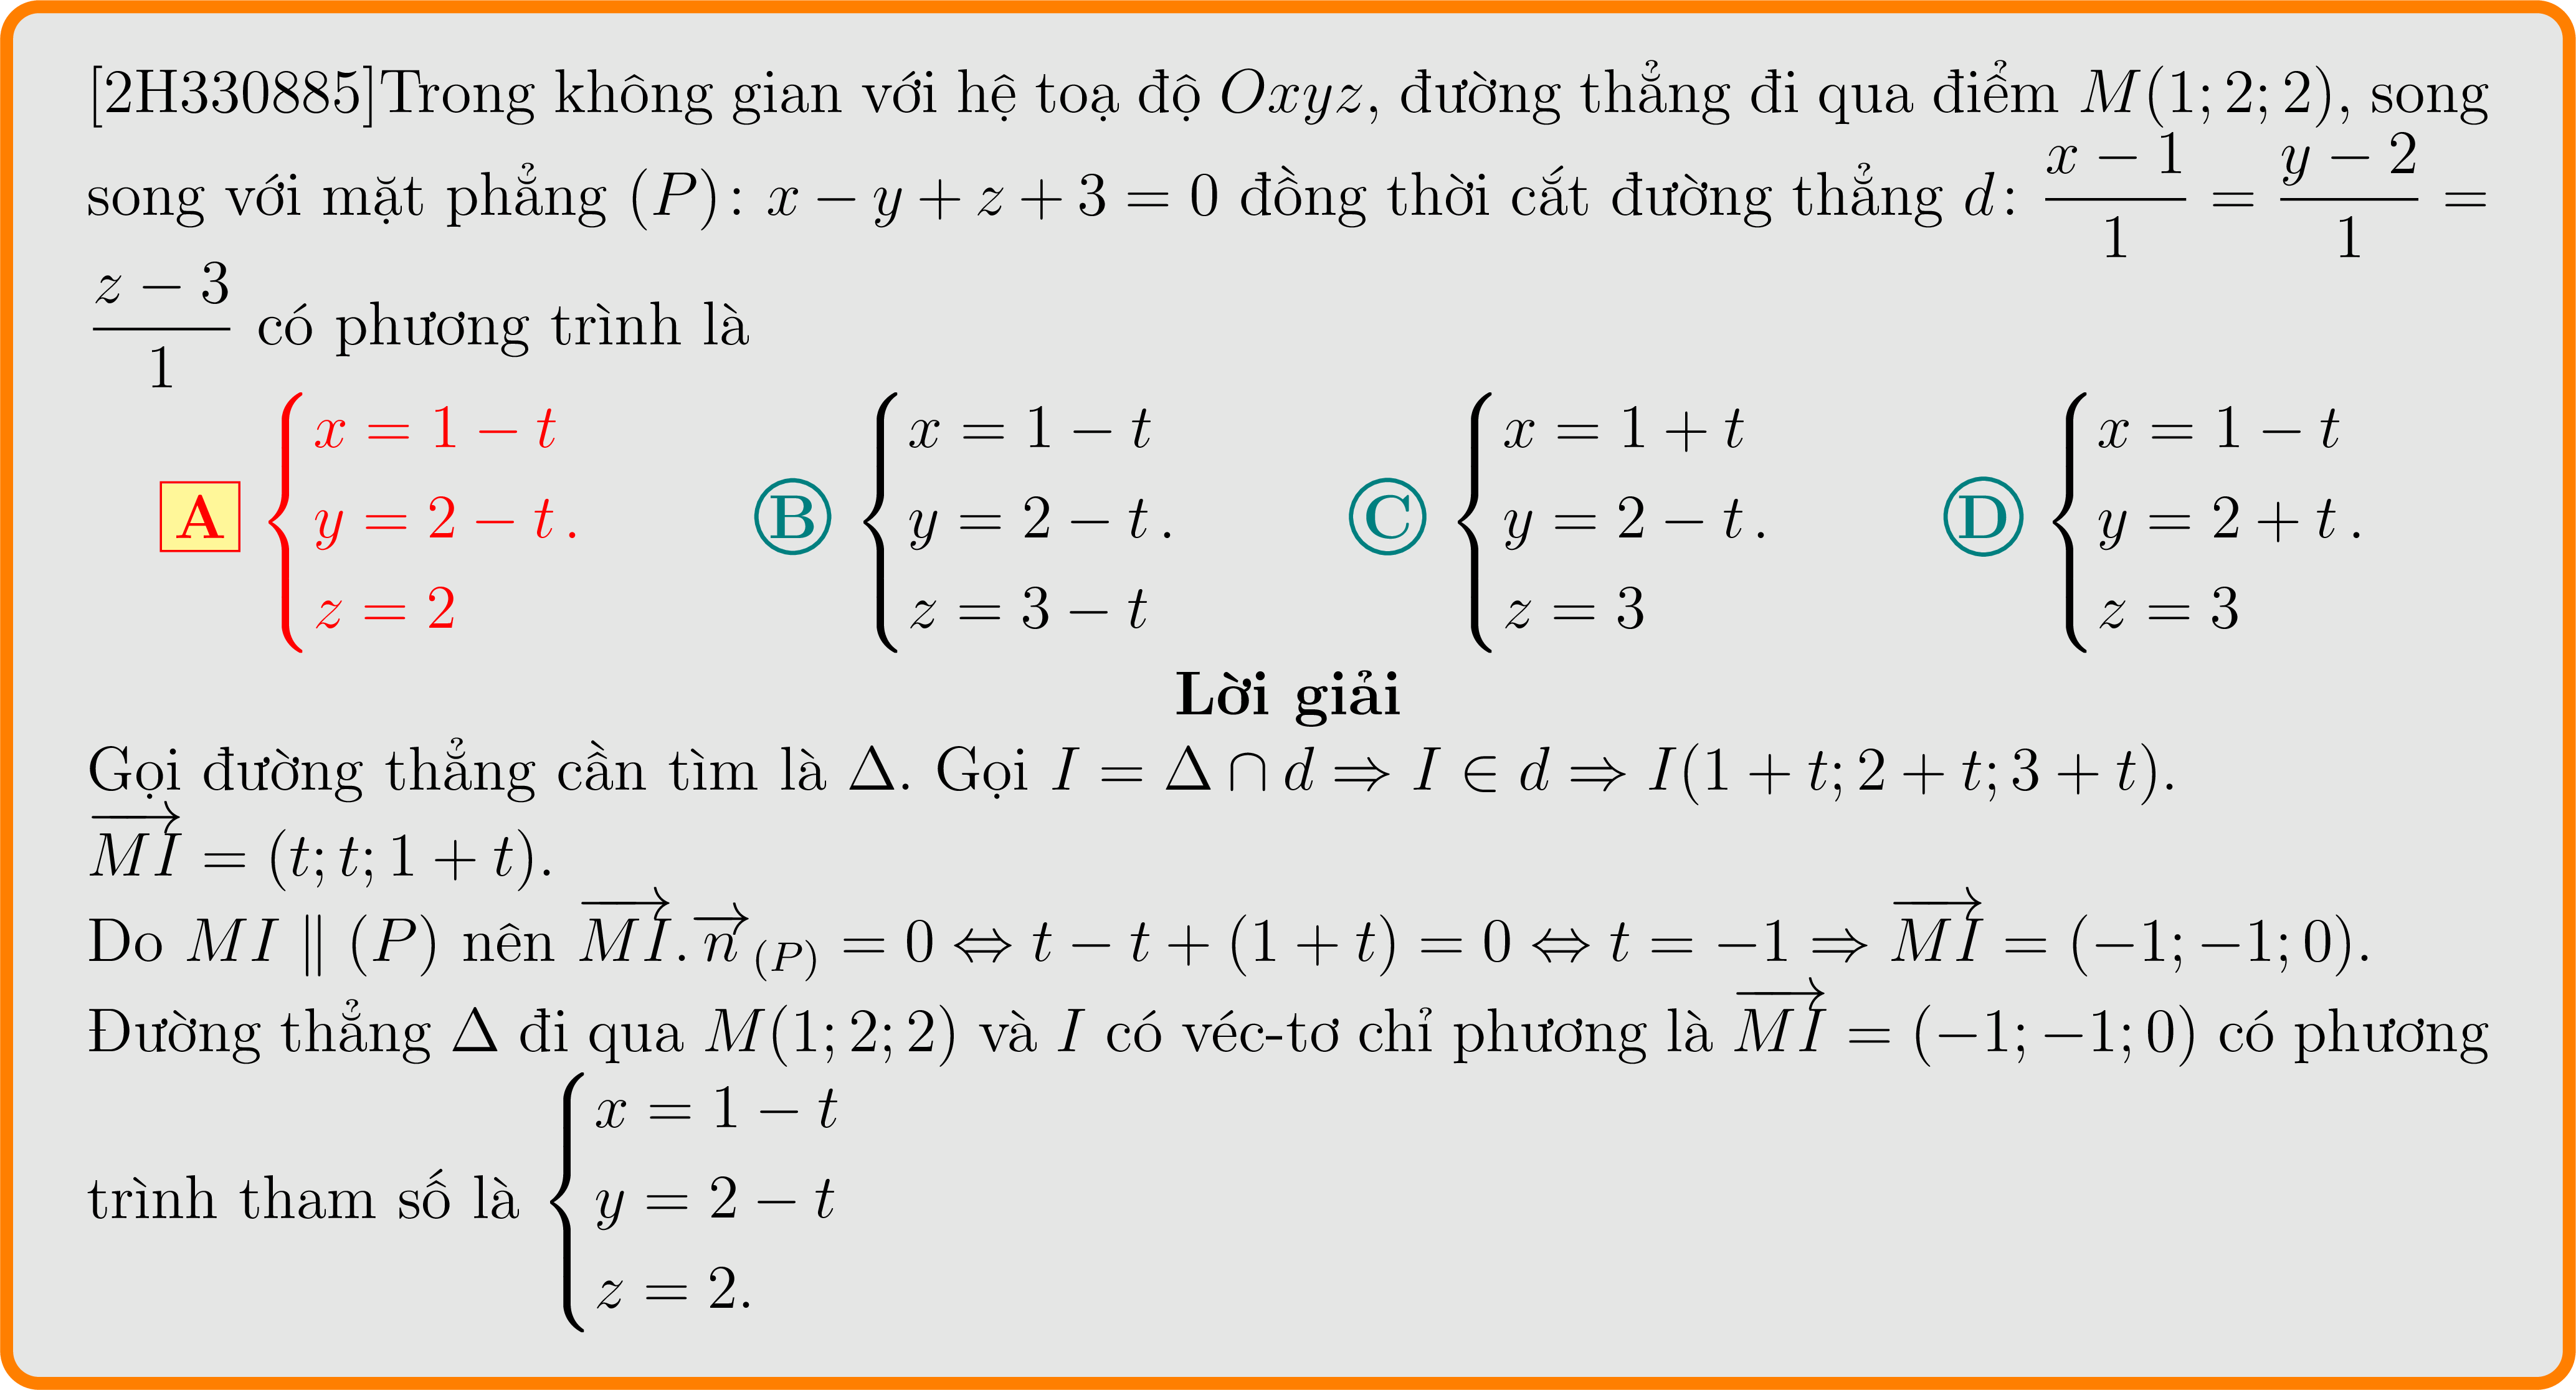 [2H330885]Trong không gian với hệ toạ độ $Oxyz$, đường thẳng đi qua điểm $M(1; 2; 2)$, song
song với mặt phẳng $(P)\colon x - y + z + 3 = 0$ đồng thời cắt đường thẳng $d\colon \dfrac{x-1}{1} = \dfrac{y-2}{1} =$
$\dfrac{z-3}{1}$ có phương trình là
A $\begin{cases} x = 1 - t \\ y = 2 - t \\ z = 2 \end{cases}$. B $\begin{cases} x = 1 - t \\ y = 2 - t \\ z = 3 - t \end{cases}$. C $\begin{cases} x = 1 + t \\ y = 2 - t \\ z = 3 \end{cases}$. D $\begin{cases} x = 1 - t \\ y = 2 + t \\ z = 3 \end{cases}$.
Lời giải
Gọi đường thẳng cần tìm là $\Delta$. Gọi $I = \Delta \cap d \Rightarrow I \in d \Rightarrow I(1 + t; 2 + t; 3 + t)$.
$\overrightarrow{MI} = (t; t; 1 + t)$.
Do $MI \parallel (P)$ nên $\overrightarrow{MI}.\overrightarrow{n}_{(P)} = 0 \Leftrightarrow t - t + (1 + t) = 0 \Leftrightarrow t = -1 \Rightarrow \overrightarrow{MI} = (-1; -1; 0)$.
Đường thẳng $\Delta$ đi qua $M(1; 2; 2)$ và $I$ có véc-tơ chỉ phương là $\overrightarrow{MI} = (-1; -1; 0)$ có phương
trình tham số là $\begin{cases} x = 1 - t \\ y = 2 - t \\ z = 2. \end{cases}$